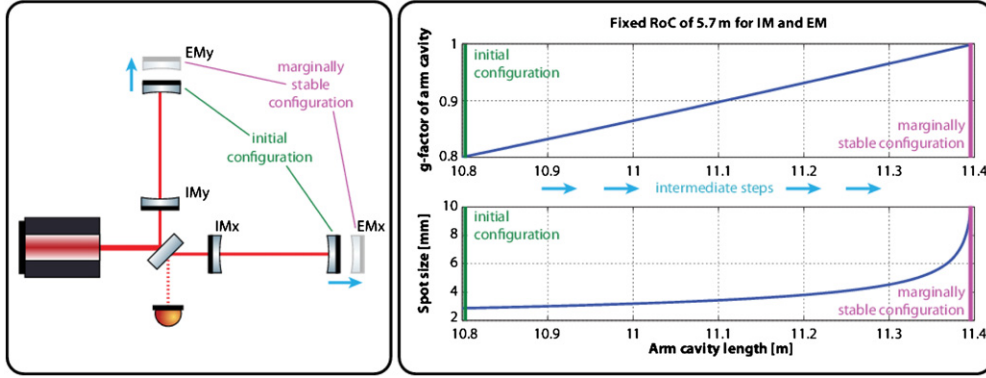 EMy
marginally
stable
configuration
initial
configuration
IMy
IMx
EMx
Fixed RoC of 5.7 m for IM and EM
g-factor of arm cavity
1
0.9
0.8
initial
configuration
marginally
stable configuration
10.8 10.9 11 11.1 11.2 11.3 11.4
intermediate steps
Spot size [mm]
10
8
6
4
2
initial
configuration
marginally
stable configuration
10.8 10.9 11 11.1 11.2 11.3 11.4
Arm cavity length [m]